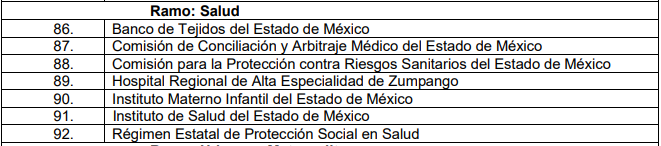 Ramo: Salud
86. Banco de Tejidos del Estado de México
87. Comisión de Conciliación y Arbitraje Médico del Estado de México
88. Comisión para la Protección contra Riesgos Sanitarios del Estado de México
89. Hospital Regional de Alta Especialidad de Zumpango
90. Instituto Materno Infantil del Estado de México
91. Instituto de Salud del Estado de México
92. Régimen Estatal de Protección Social en Salud